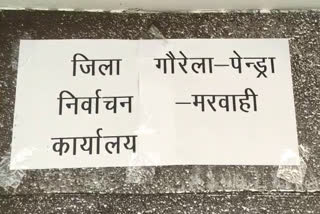 जिला
निर्वाचन
कार्यालय
गौरेला-पेन्ड्रा
-मरवाही